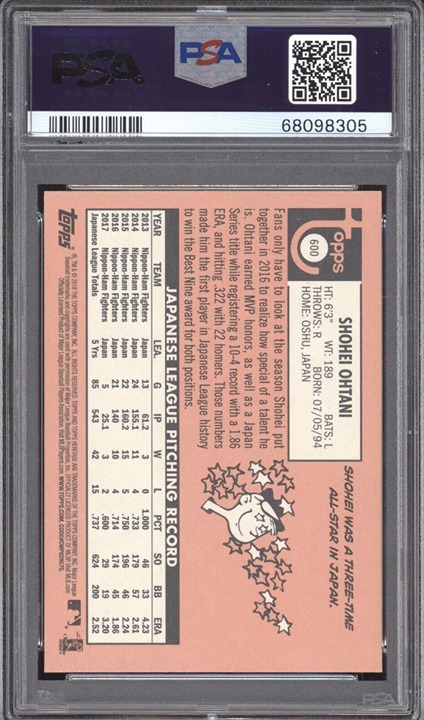 PSA
PSA
PSA
68098305
Topps
600
SHOHEI OHTANI
HT: 6'3" WT: 189 BATS: L
THROWS: R BORN: 07/05/94
HOME: OSHU, JAPAN
SHOHEI WAS A THREE-TIME
ALL-STAR IN JAPAN.
Fans only have to look at the season Shohei put
together in 2016 to realize how special of a talent he
is. Ohtani earned MVP honors, as well as a Japan
Series title while registering a 10-4 record with a 1.86
ERA, and hitting .322 with 22 homers. Those numbers
made him the first player in Japanese League history
to win the Best Nine award for both positions.
JAPANESE LEAGUE PITCHING RECORD
YEAR TEAM LEA. G IP W L PCT SO BB ERA
2013 Nippon-Ham Fighters Japan 13 61.2 3 0 1.000 46 33 4.23
2014 Nippon-Ham Fighters Japan 24 155.1 11 4 .733 179 57 2.61
2015 Nippon-Ham Fighters Japan 22 160.2 15 5 .750 196 46 2.24
2016 Nippon-Ham Fighters Japan 21 140 10 4 .714 174 45 1.86
2017 Nippon-Ham Fighters Japan 5 25.1 3 2 .600 29 19 3.20
Japanese League Totals 5 Yrs 85 543 42 15 .737 624 200 2.52
topps